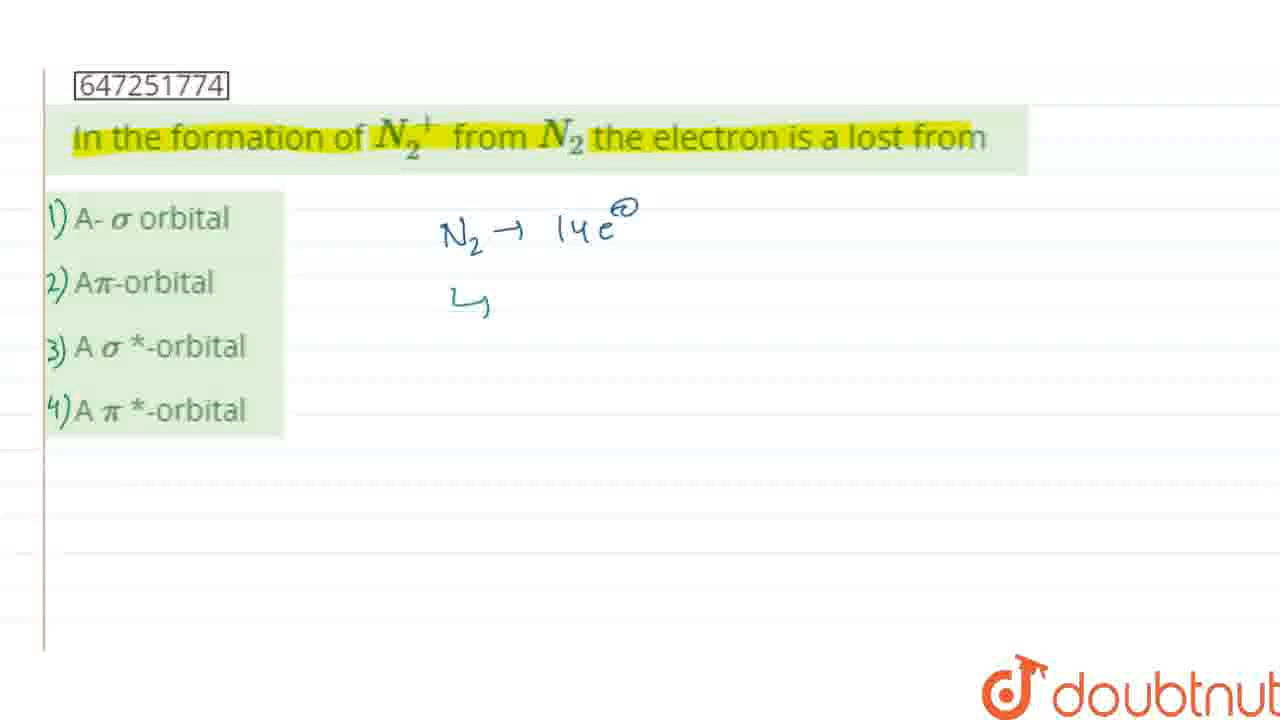 647251774
In the formation of N₂⁺ from N₂ the electron is a lost from
1) A- σ orbital
2) Aπ-orbital
3) A σ *-orbital
4) A π *-orbital
N₂ → 14e⊖
↳
doubtnut